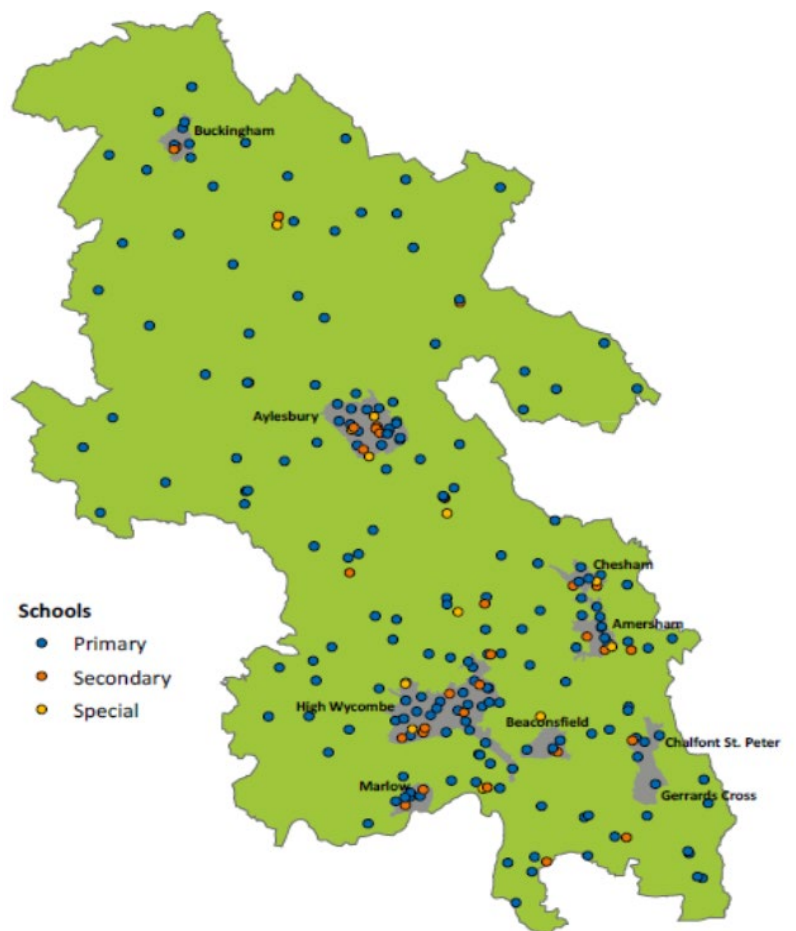 Buckingham
Aylesbury
Chesham
Schools
Amersham
Primary
Secondary
Special
High Wycombe
Beaconsfield
Chalfont St. Peter
Marlow
Gerrards Cross